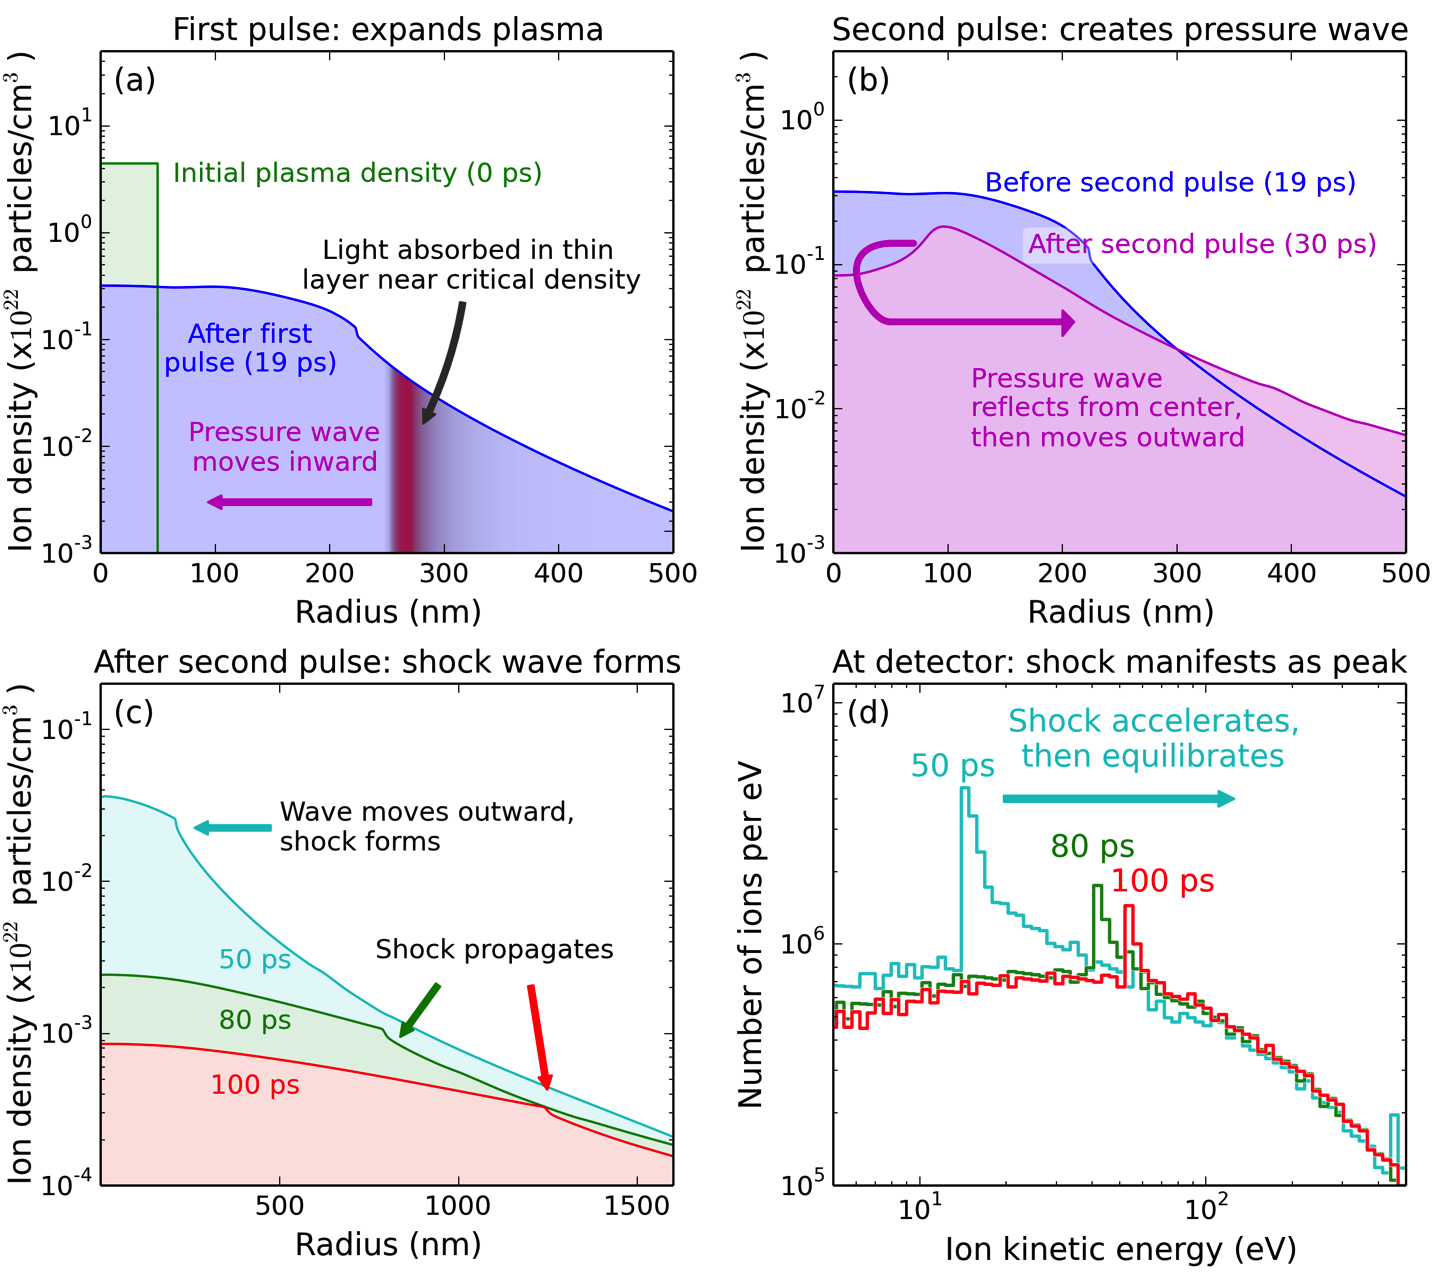 First pulse: expands plasma
(a)
Initial plasma density (0 ps)
Light absorbed in thin
layer near critical density
After first
pulse (19 ps)
Pressure wave
moves inward
Ion density (x10^22 particles/cm^3)
10^1
10^0
10^-1
10^-2
10^-3
0 100 200 300 400 500
Radius (nm)
Second pulse: creates pressure wave
(b)
Before second pulse (19 ps)
After second pulse (30 ps)
Pressure wave
reflects from center,
then moves outward
Ion density (x10^22 particles/cm^3)
10^0
10^-1
10^-2
10^-3
0 100 200 300 400 500
Radius (nm)
After second pulse: shock wave forms
(c)
Wave moves outward,
shock forms
Shock propagates
50 ps
80 ps
100 ps
Ion density (x10^22 particles/cm^3)
10^-1
10^-2
10^-3
10^-4
500 1000 1500
Radius (nm)
At detector: shock manifests as peak
(d)
Shock accelerates,
then equilibrates
50 ps
80 ps
100 ps
Number of ions per eV
10^7
10^6
10^5
10^1 10^2
Ion kinetic energy (eV)